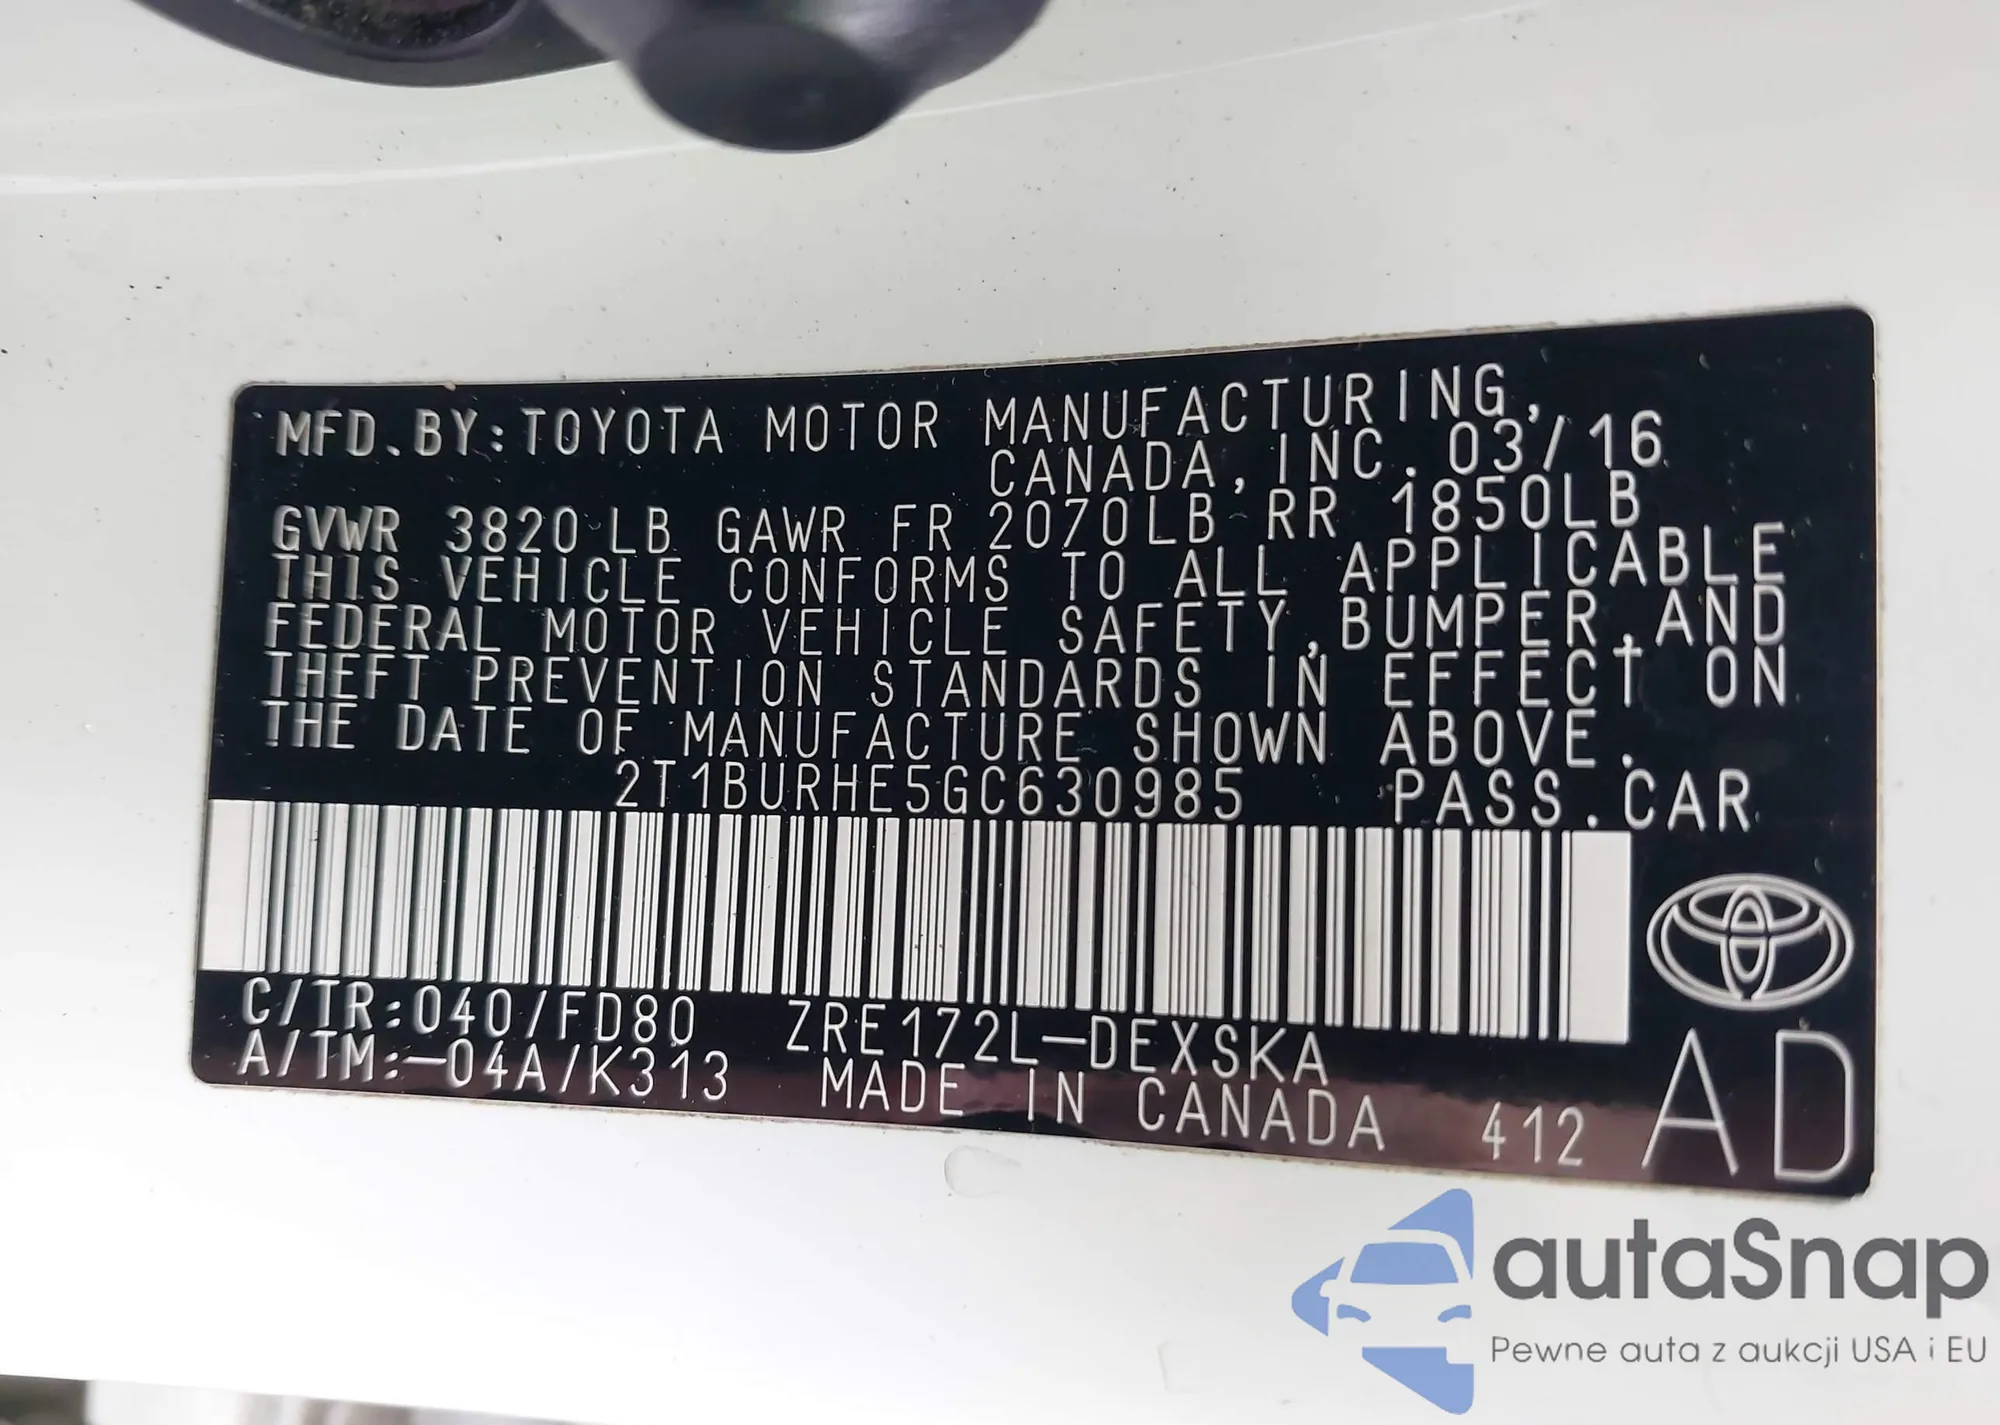 MFD.BY:TOYOTA MOTOR MANUFACTURING,
CANADA,INC. 03/16
GVWR 3820 LB GAWR FR 2070LB RR 1850LB
THIS VEHICLE CONFORMS TO ALL APPLICABLE
FEDERAL MOTOR VEHICLE SAFETY,BUMPER,AND
THEFT PREVENTION STANDARDS IN EFFECT ON
THE DATE OF MANUFACTURE SHOWN ABOVE.
2T1BURHE5GC630985 PASS.CAR
C/TR:040/FD80 ZRE172L-DEXSKA
A/TM:-04A/K313 MADE IN CANADA 412 AD
autaSnap
Pewne auta z aukcji USA i EU